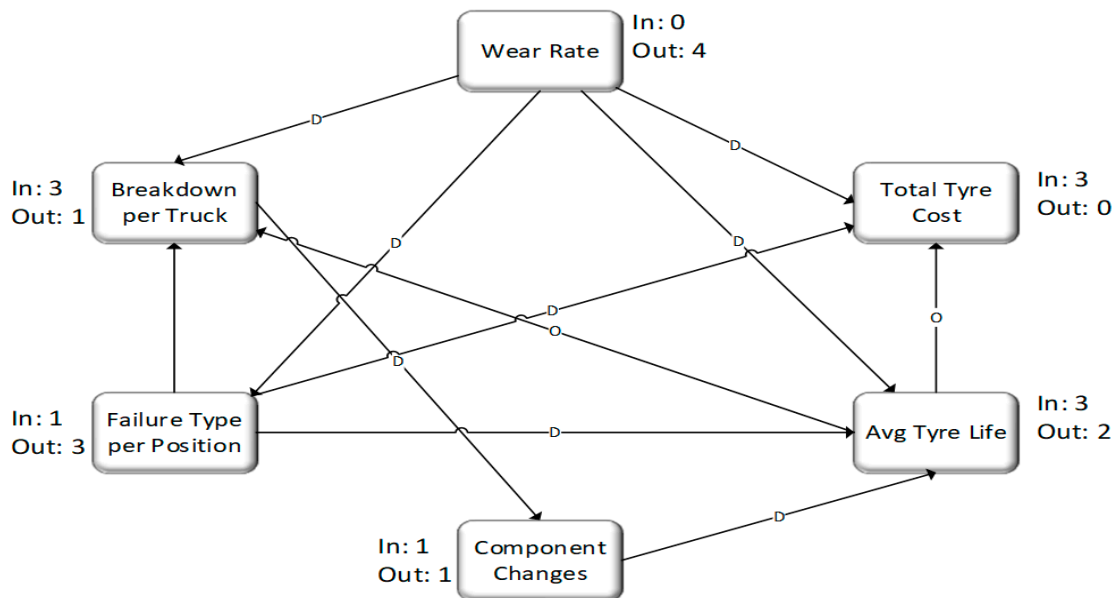 Wear Rate
In: 0
Out: 4
D
D
In: 3
Out: 1
Breakdown
per Truck
Total Tyre
Cost
In: 3
Out: 0
D
D
D
O
O
D
In: 1
Out: 3
Failure Type
per Position
D
Avg Tyre Life
In: 3
Out: 2
D
In: 1
Out: 1
Component
Changes